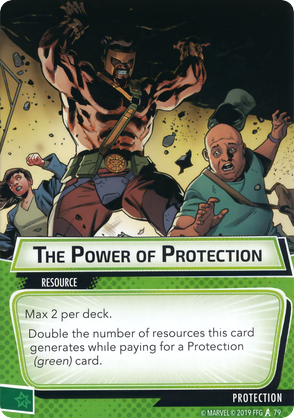 THE POWER OF PROTECTION
RESOURCE
Max 2 per deck.
Double the number of resources this card
generates while paying for a Protection
(green) card.
PROTECTION
© MARVEL © 2019 FFG 79